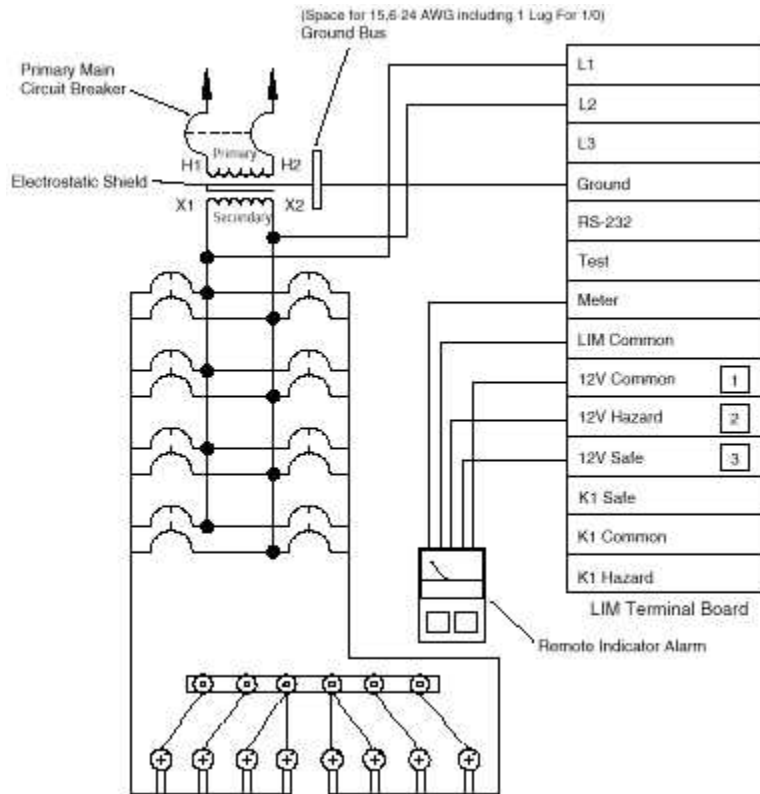 (Space for 15,6-24 AWG including 1 Lug For 1/0)
Ground Bus
Primary Main
Circuit Breaker
Primary
H1
H2
Electrostatic Shield
X1
X2
Secondary
L1
L2
L3
Ground
RS-232
Test
Meter
LIM Common
12V Common 1
12V Hazard 2
12V Safe 3
K1 Safe
K1 Common
K1 Hazard
LIM Terminal Board
Remote Indicator Alarm